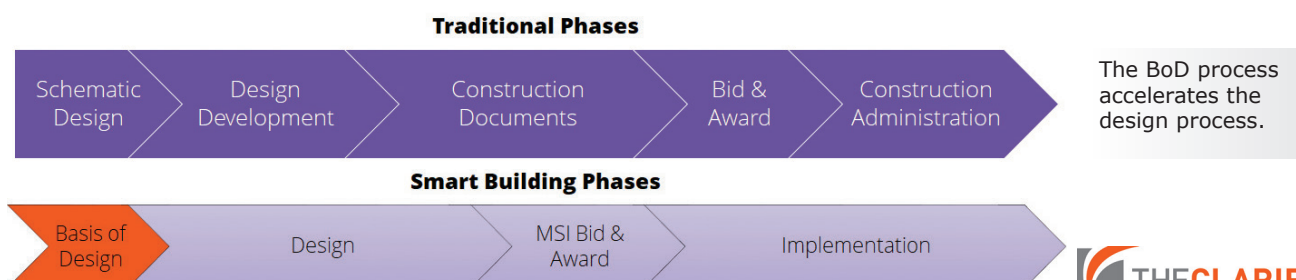 Traditional Phases
Schematic
Design
Design
Development
Construction
Documents
Bid &
Award
Construction
Administration
The BoD process
accelerates the
design process.
Smart Building Phases
Basis of
Design
Design
MSI Bid &
Award
Implementation